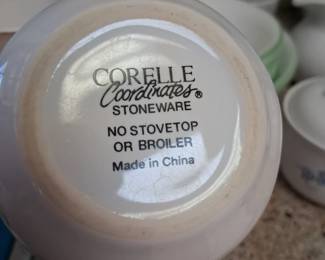 CORELLE
Coordinates®
STONEWARE
NO STOVETOP
OR BROILER
Made in China